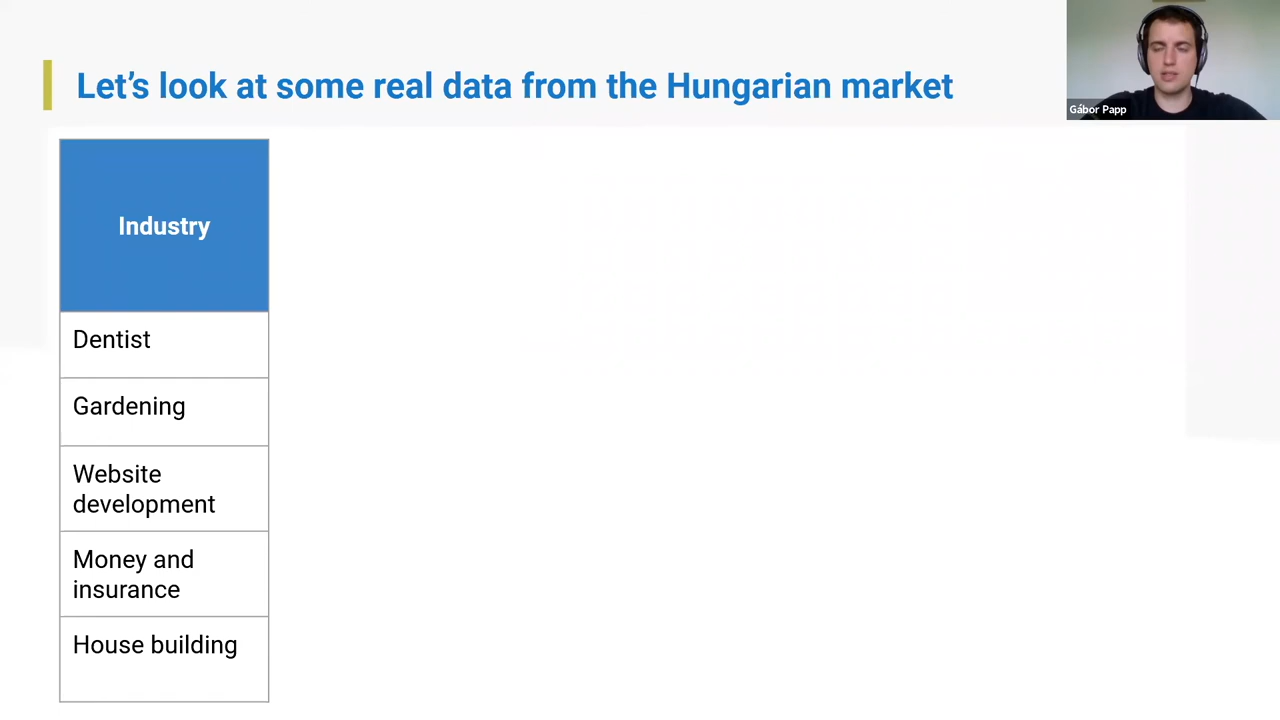 Let's look at some real data from the Hungarian market
Gábor Papp
Industry
Dentist
Gardening
Website
development
Money and
insurance
House building